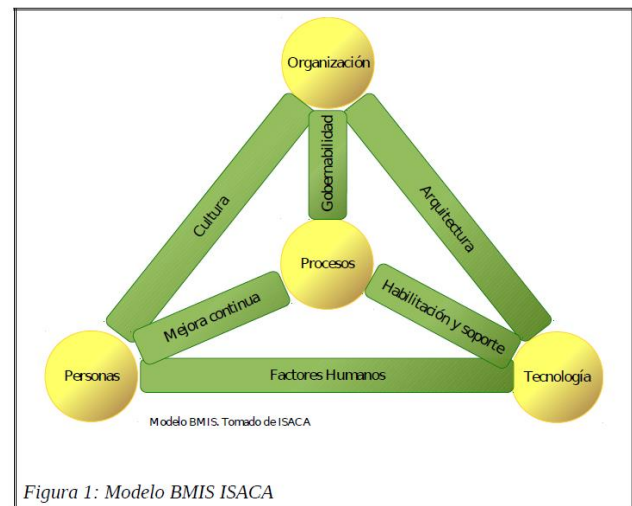 Organización
Gobernabilidad
Cultura
Arquitectura
Procesos
Mejora continua
Habilitación y soporte
Personas
Factores Humanos
Tecnología
Modelo BMIS. Tomado de ISACA
Figura 1: Modelo BMIS ISACA